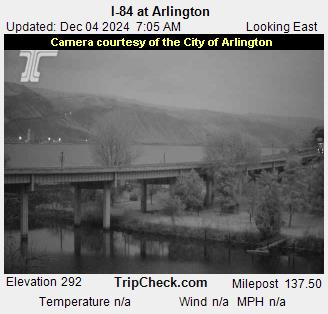 I-84 at Arlington
Updated: Dec 04 2024 7:05 AM Looking East
Camera courtesy of the City of Arlington
Elevation 292 TripCheck.com Milepost 137.50
Temperature n/a Wind n/a MPH n/a